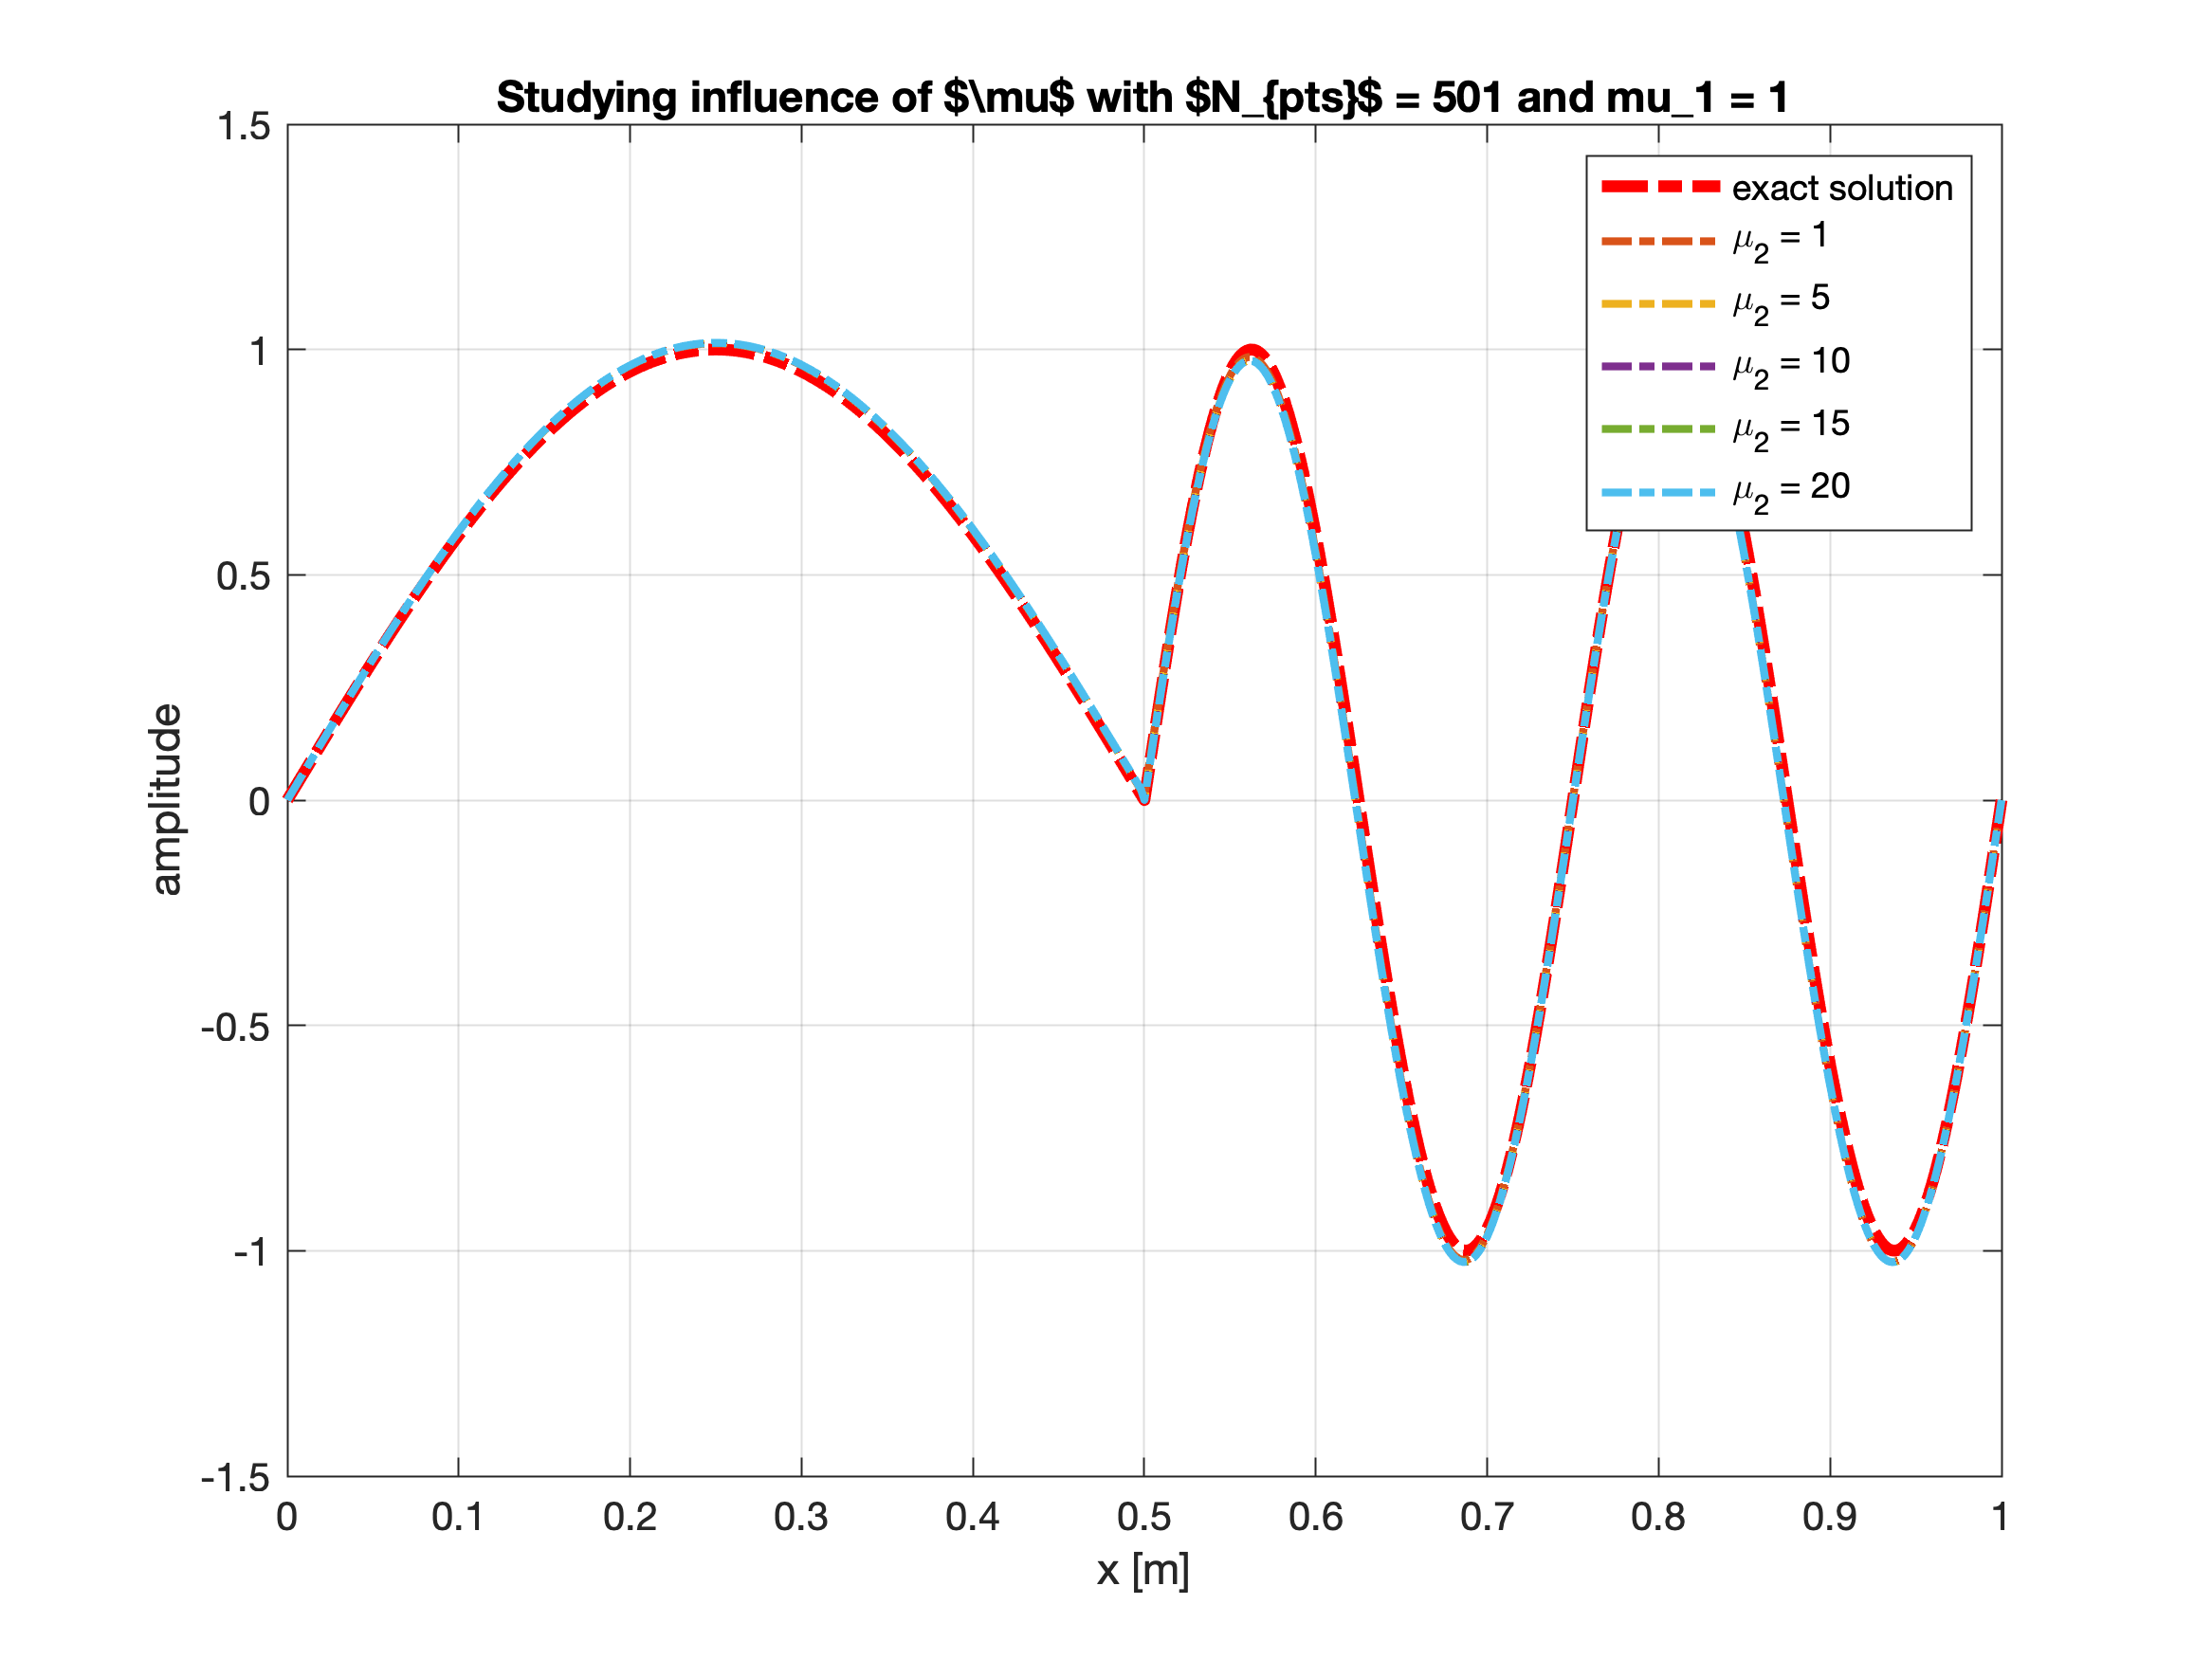 Studying influence of $\mu$ with $N_{pts}$ = 501 and mu_1 = 1
1.5
1
0.5
0
-0.5
-1
-1.5
amplitude
exact solution
μ2 = 1
μ2 = 5
μ2 = 10
μ2 = 15
μ2 = 20
0 0.1 0.2 0.3 0.4 0.5 0.6 0.7 0.8 0.9 1
x [m]